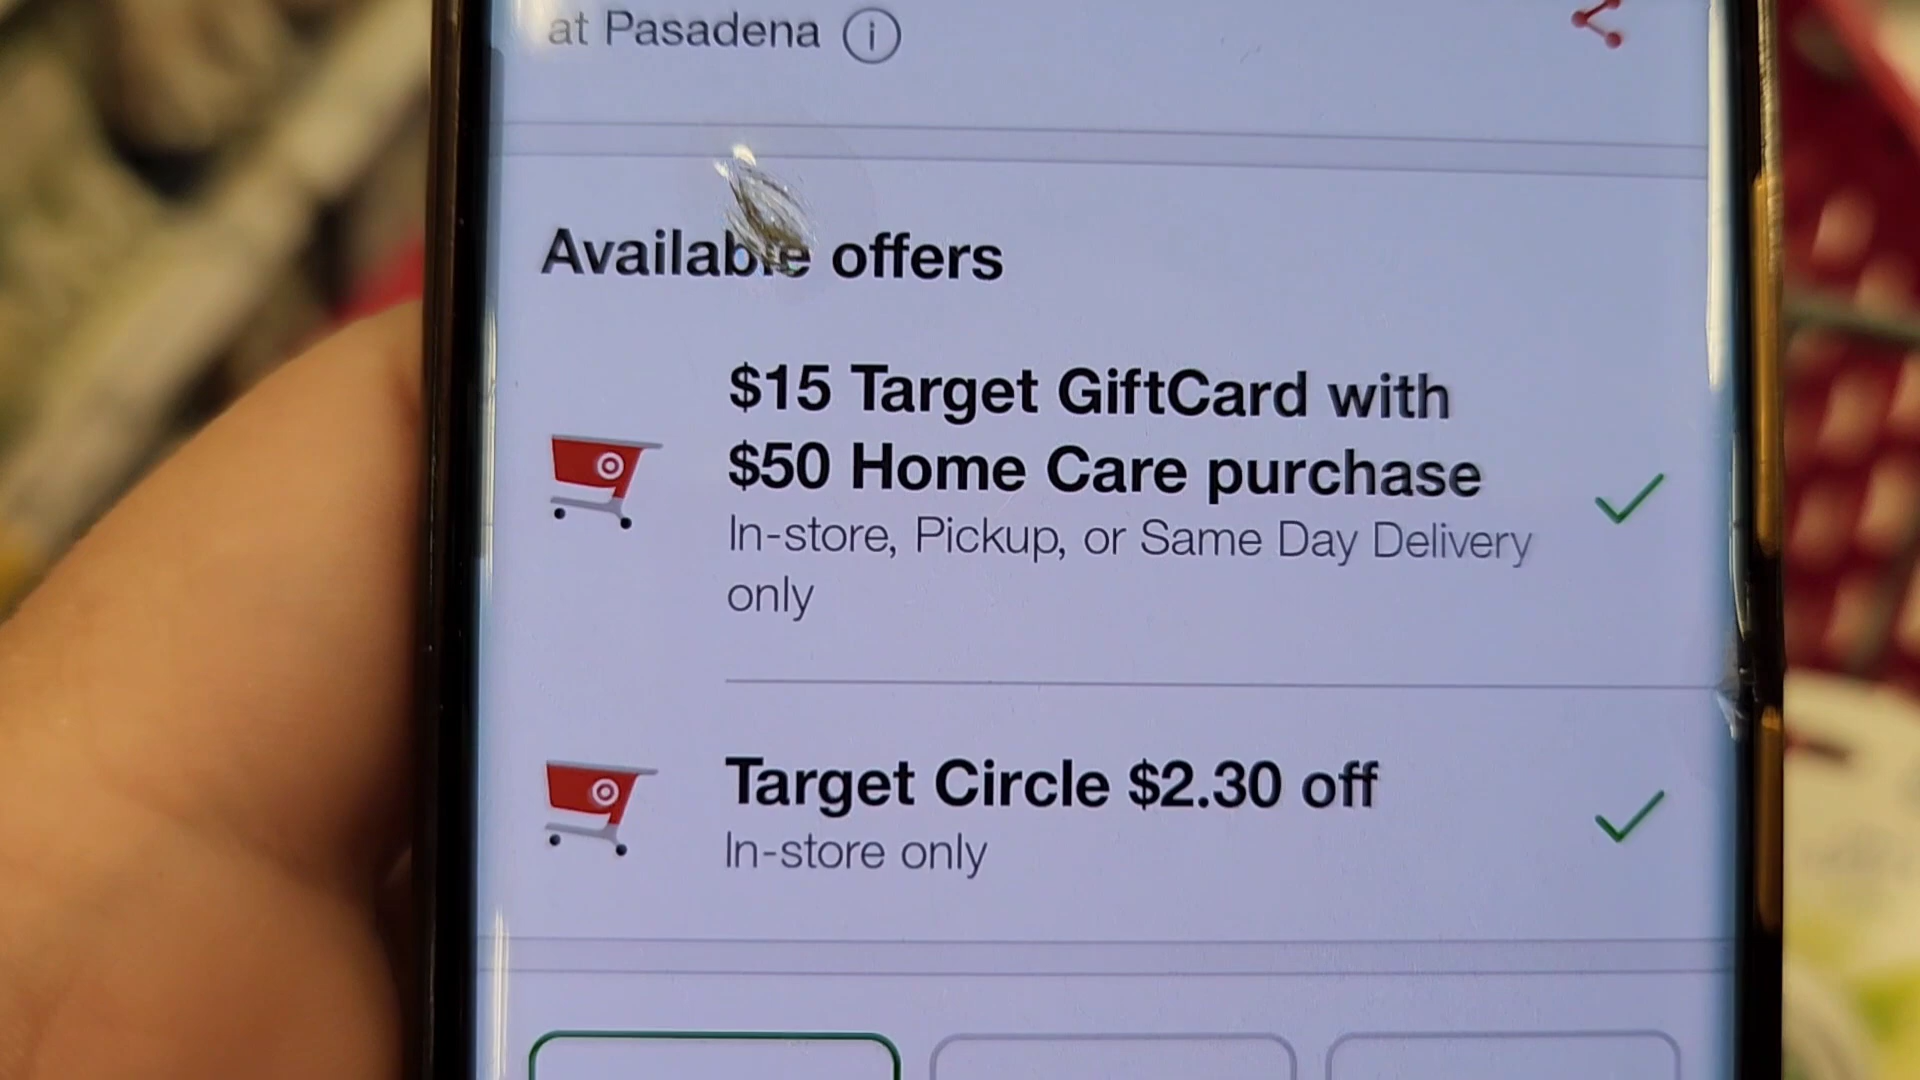 at Pasadena
Available offers
$15 Target GiftCard with
$50 Home Care purchase
In-store, Pickup, or Same Day Delivery
only
Target Circle $2.30 off
In-store only